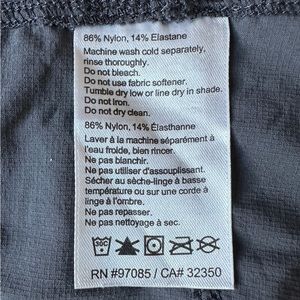 86% Nylon, 14% Elastane
Machine wash cold separately,
rinse thoroughly.
Do not bleach.
Do not use fabric softener.
Tumble dry low or line dry in shade.
Do not iron.
Do not dry clean.
86% Nylon, 14% Élasthanne
Laver à la machine séparément à
l'eau froide, bien rincer.
Ne pas blanchir.
Ne pas utiliser d'assouplissant.
Sécher au sèche-linge à basse
température ou sur une corde à
linge à l'ombre.
Ne pas repasser.
Ne pas nettoyage à sec.
30C
RN #97085 / CA# 32350